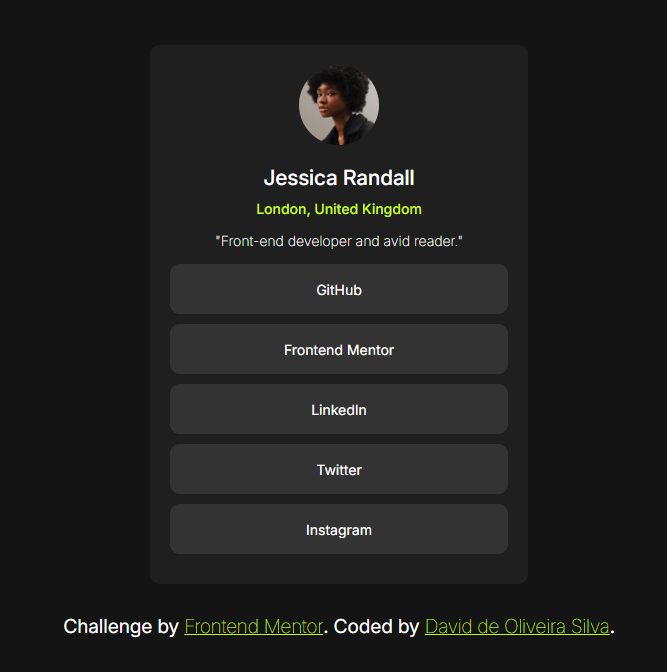 Jessica Randall
London, United Kingdom
"Front-end developer and avid reader."
GitHub
Frontend Mentor
LinkedIn
Twitter
Instagram
Challenge by Frontend Mentor. Coded by David de Oliveira Silva.